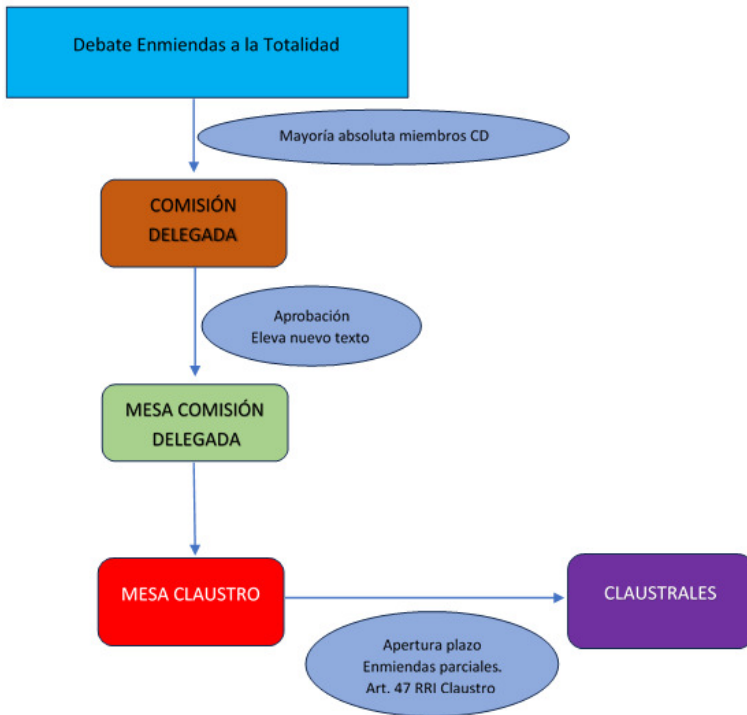 Debate Enmiendas a la Totalidad
Mayoría absoluta miembros CD
COMISIÓN
DELEGADA
Aprobación
Eleva nuevo texto
MESA COMISIÓN
DELEGADA
MESA CLAUSTRO
CLAUSTRALES
Apertura plazo
Enmiendas parciales.
Art. 47 RRI Claustro